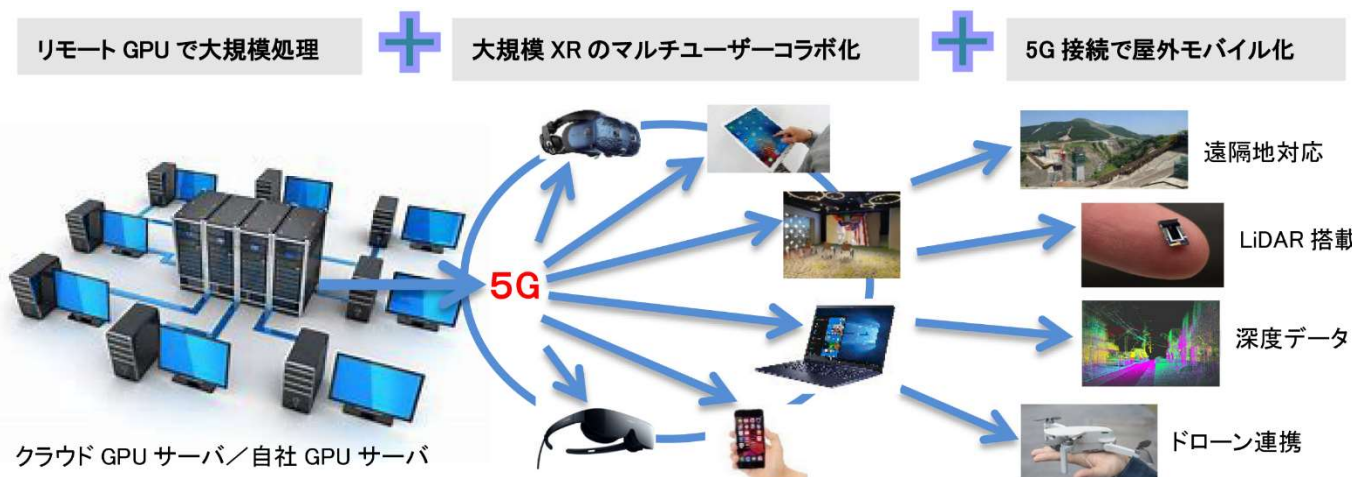 リモート GPU で大規模処理
大規模 XR のマルチユーザーコラボ化
5G 接続で屋外モバイル化
5G
遠隔地対応
LiDAR 搭載
深度データ
ドローン連携
クラウド GPU サーバ／自社 GPU サーバ